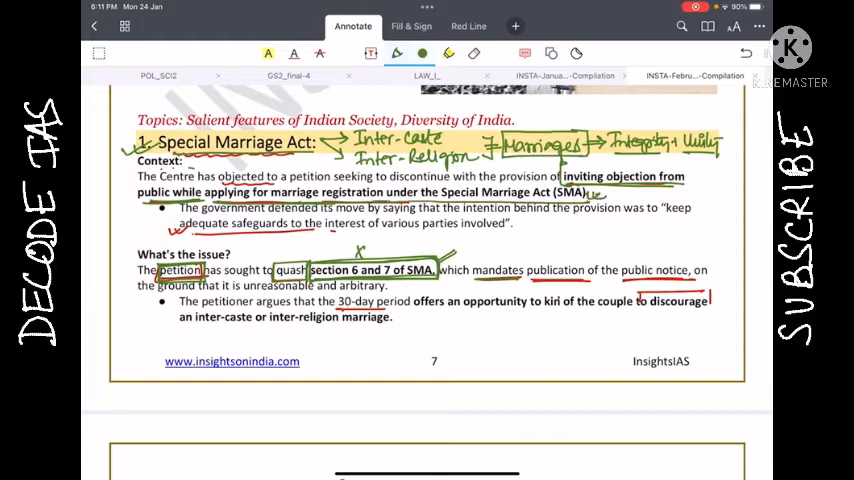 6:11 PM Mon 24 Jan
90%
Annotate
Fill & Sign
Red Line
AA
POL_SCI2
GS2_final-4
LAW_I_
INSTA-Janua...-Compilation
INSTA-Febru...-Compilation
KINEMASTER
DECODE IAS
SUBSCRIBE
Topics: Salient features of Indian Society, Diversity of India.
1. Special Marriage Act: Inter-Caste Inter-Religion Marriages Integrity + Unity
Context:
The Centre has objected to a petition seeking to discontinue with the provision of inviting objection from
public while applying for marriage registration under the Special Marriage Act (SMA).
• The government defended its move by saying that the intention behind the provision was to "keep
adequate safeguards to the interest of various parties involved".
What's the issue?
X
The petition has sought to quash section 6 and 7 of SMA, which mandates publication of the public notice, on
the ground that it is unreasonable and arbitrary.
• The petitioner argues that the 30-day period offers an opportunity to kin of the couple to discourage
an inter-caste or inter-religion marriage.
www.insightsonindia.com
7
InsightsIAS